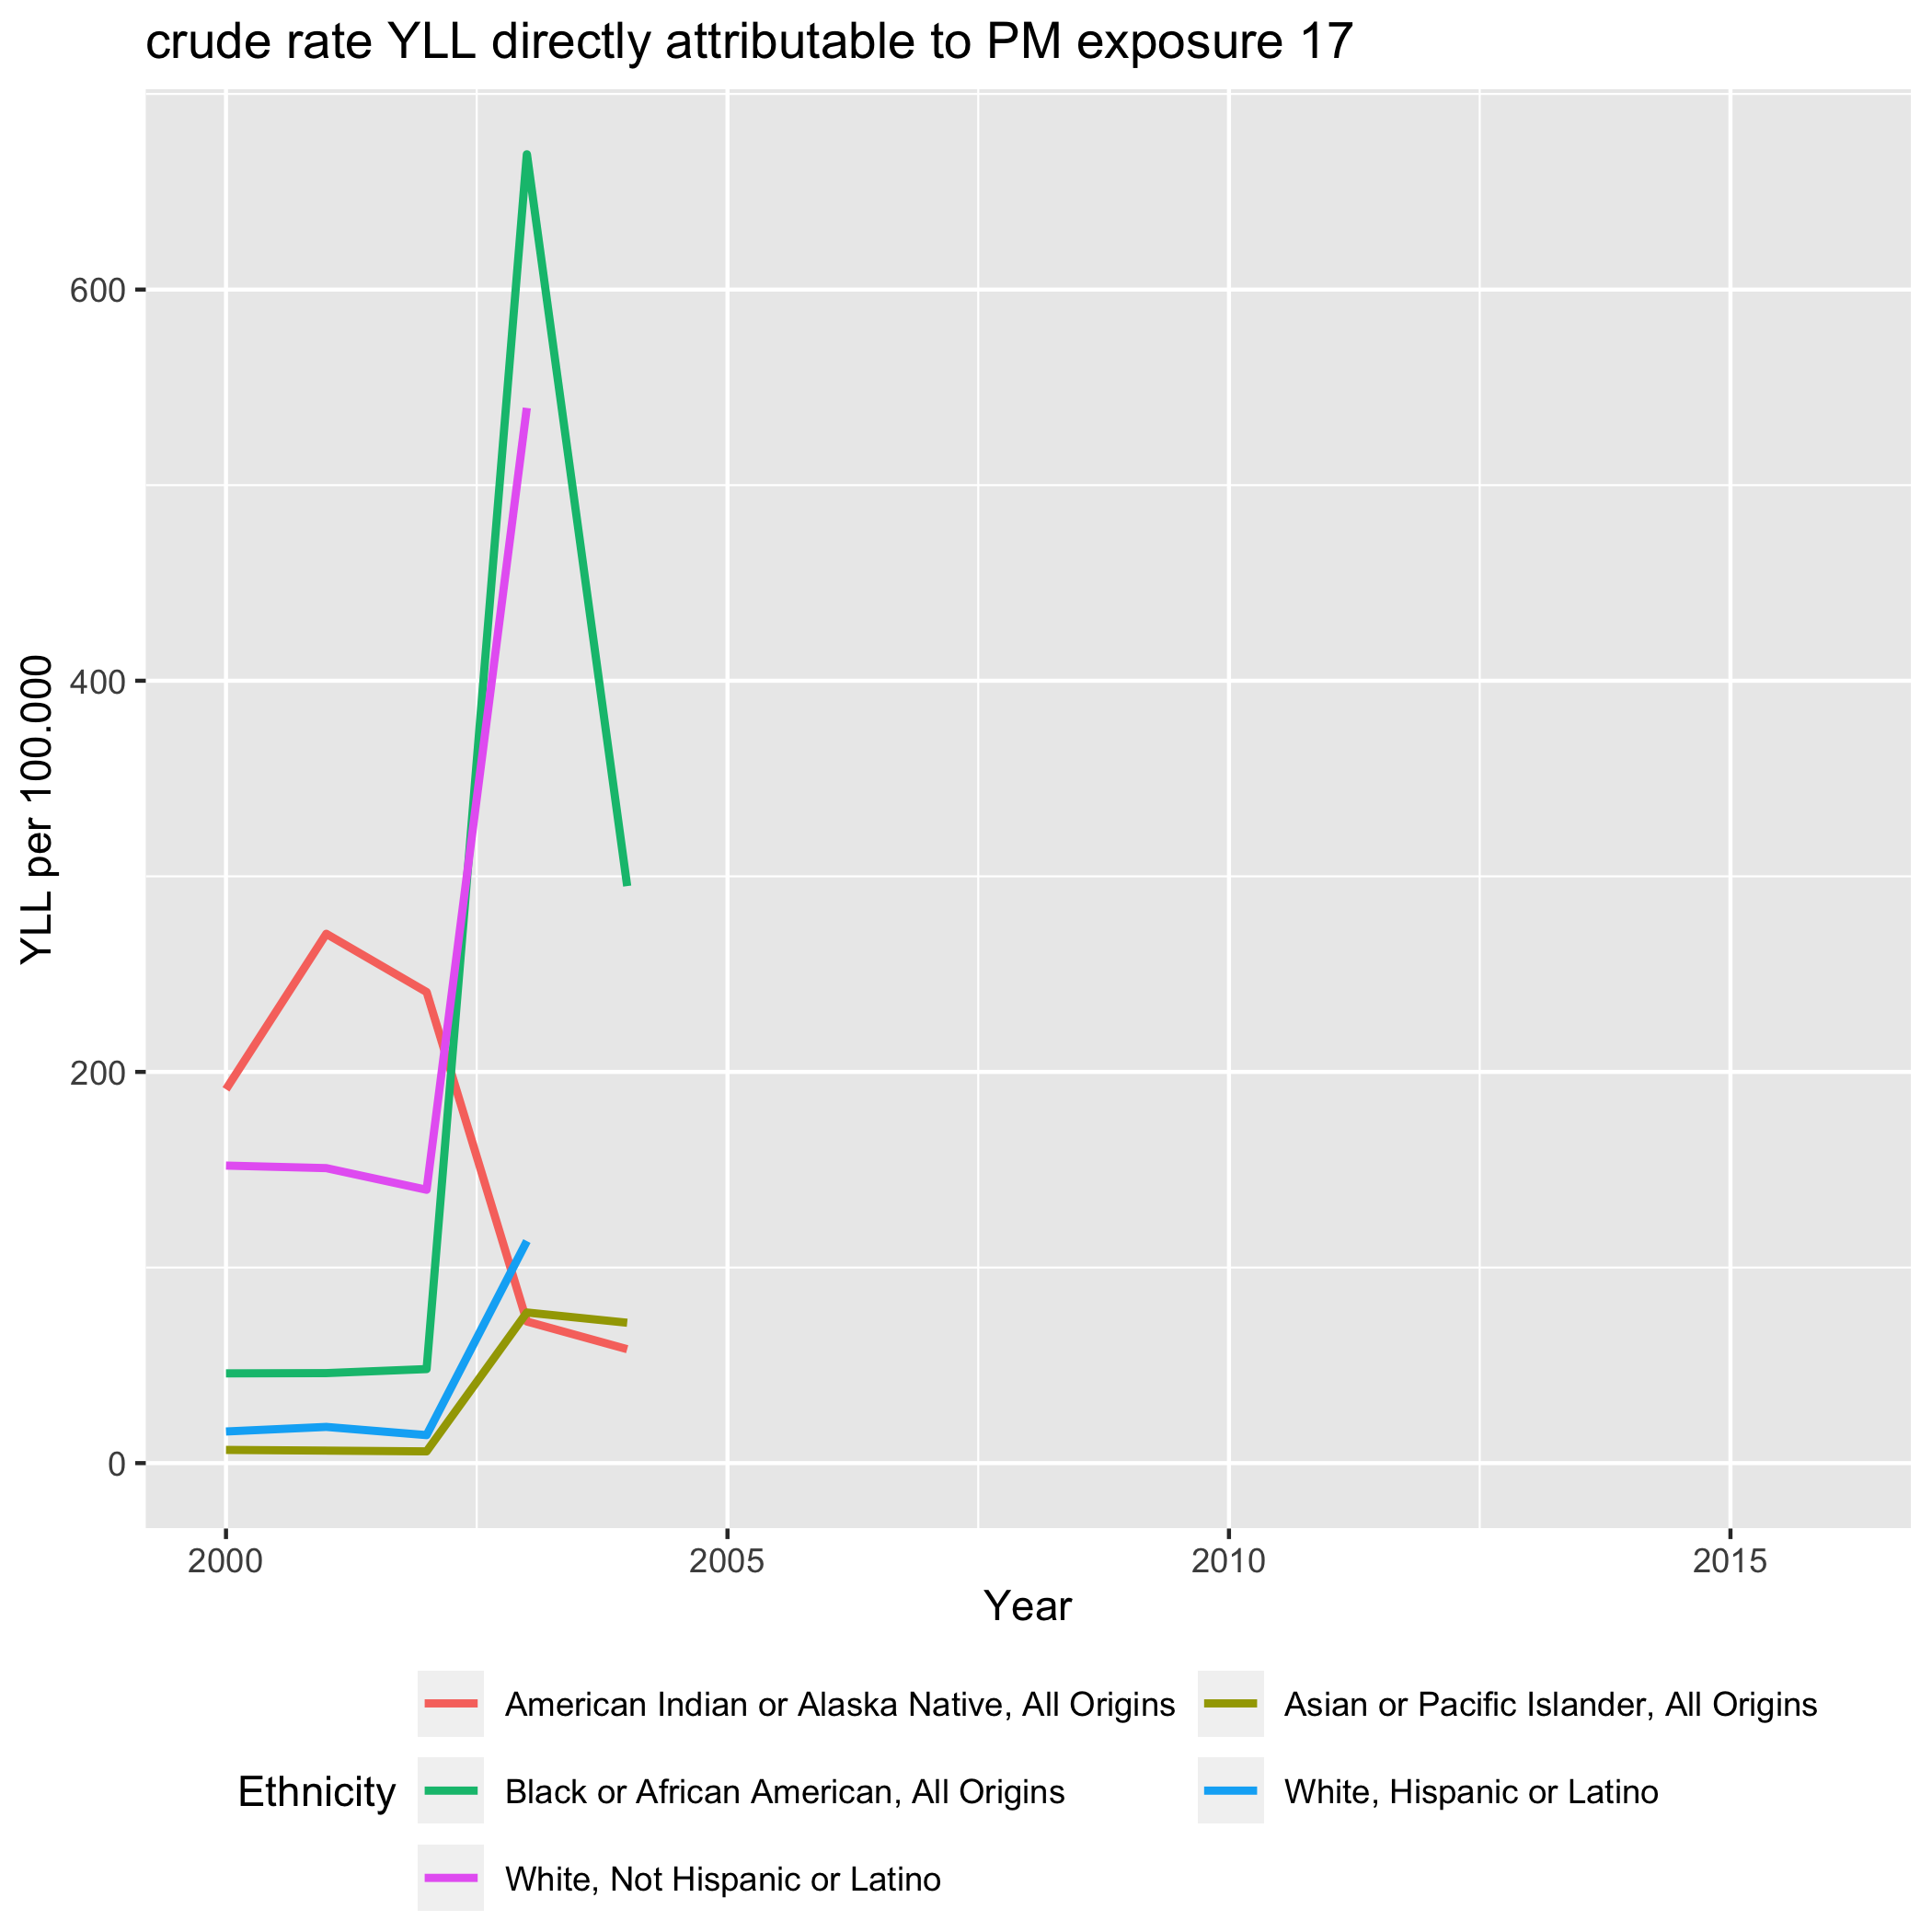 crude rate YLL directly attributable to PM exposure 17
YLL per 100.000
600
400
200
0
2000 2005 2010 2015
Year
Ethnicity
American Indian or Alaska Native, All Origins
Asian or Pacific Islander, All Origins
Black or African American, All Origins
White, Hispanic or Latino
White, Not Hispanic or Latino